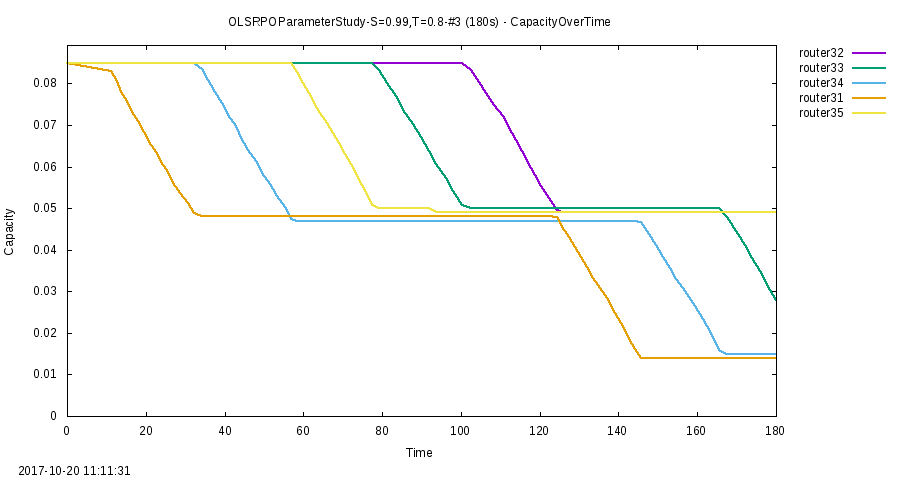 OLSRPOParameterStudy-S=0.99,T=0.8-#3 (180s) - CapacityOverTime
router32
router33
router34
router31
router35
0.08
0.07
0.06
0.05
0.04
0.03
0.02
0.01
0
Capacity
0 20 40 60 80 100 120 140 160 180
Time
2017-10-20 11:11:31